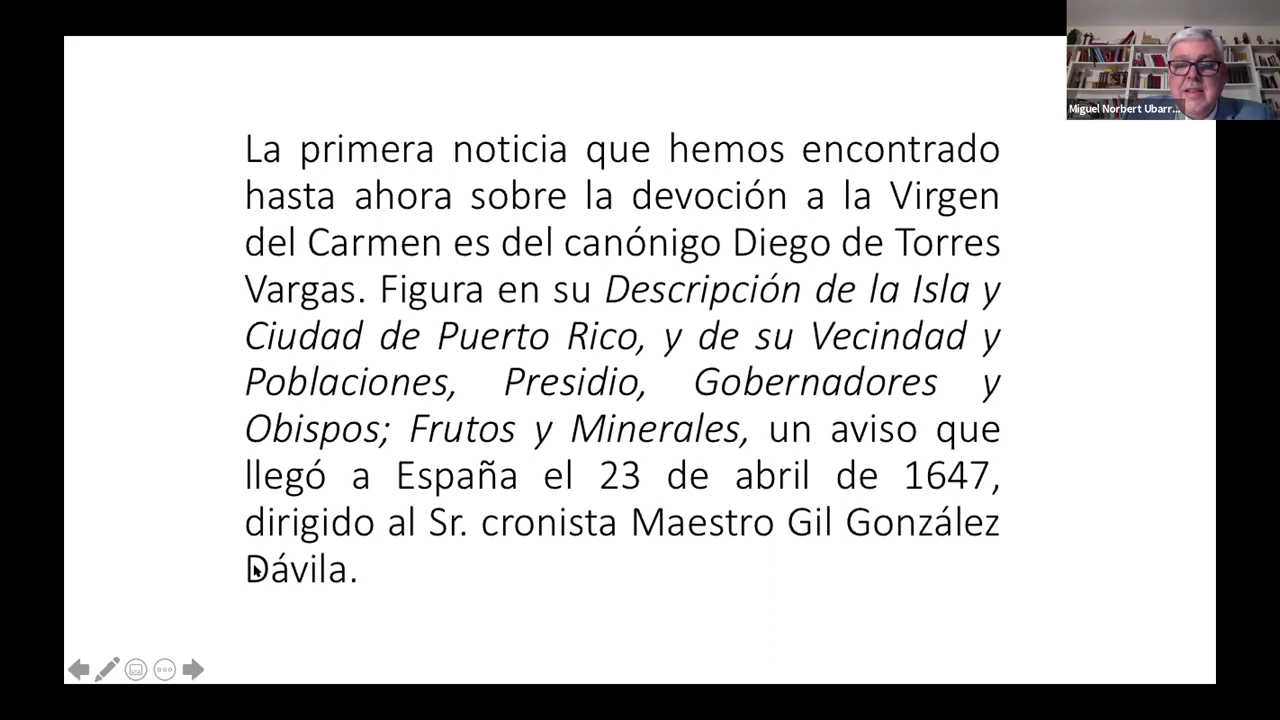 La primera noticia que hemos encontrado
hasta ahora sobre la devoción a la Virgen
del Carmen es del canónigo Diego de Torres
Vargas. Figura en su Descripción de la Isla y
Ciudad de Puerto Rico, y de su Vecindad y
Poblaciones, Presidio, Gobernadores y
Obispos; Frutos y Minerales, un aviso que
llegó a España el 23 de abril de 1647,
dirigido al Sr. cronista Maestro Gil González
Dávila.
Miguel Norbert Ubarr...